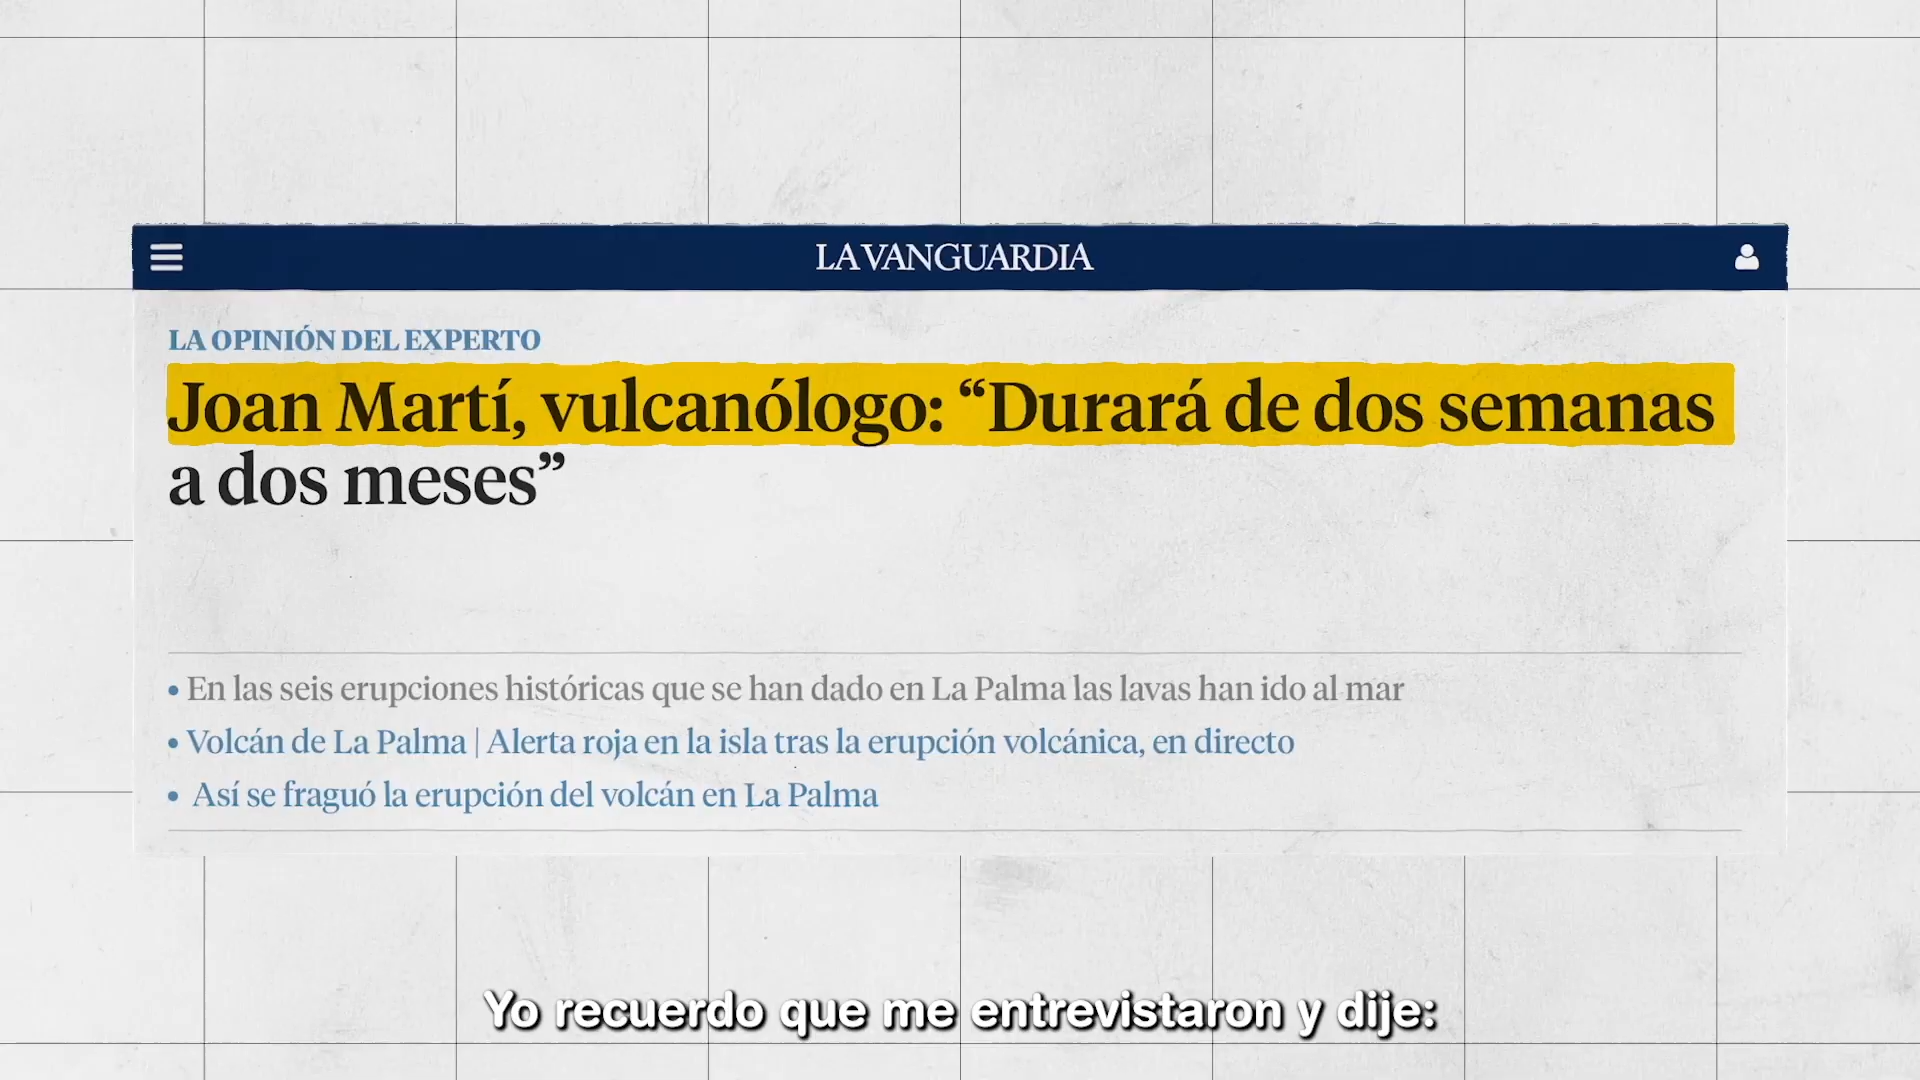 LA VANGUARDIA
LA OPINIÓN DEL EXPERTO
Joan Martí, vulcanólogo: “Durará de dos semanas
a dos meses”
• En las seis erupciones históricas que se han dado en La Palma las lavas han ido al mar
• Volcán de La Palma | Alerta roja en la isla tras la erupción volcánica, en directo
• Así se fraguó la erupción del volcán en La Palma
Yo recuerdo que me entrevistaron y dije: